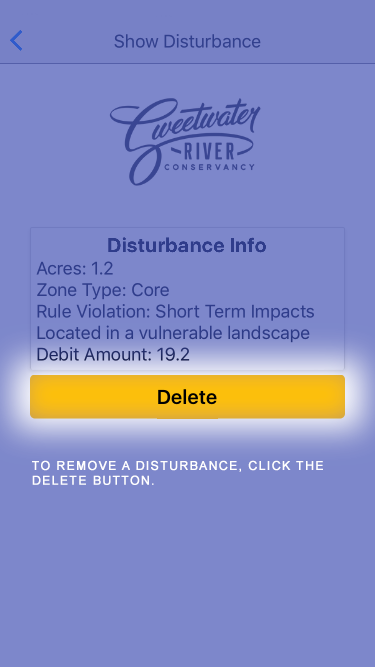 Show Disturbance
Sweetwater
RIVER
CONSERVANCY
Disturbance Info
Acres: 1.2
Zone Type: Core
Rule Violation: Short Term Impacts
Located in a vulnerable landscape
Debit Amount: 19.2
Delete
TO REMOVE A DISTURBANCE, CLICK THE
DELETE BUTTON.